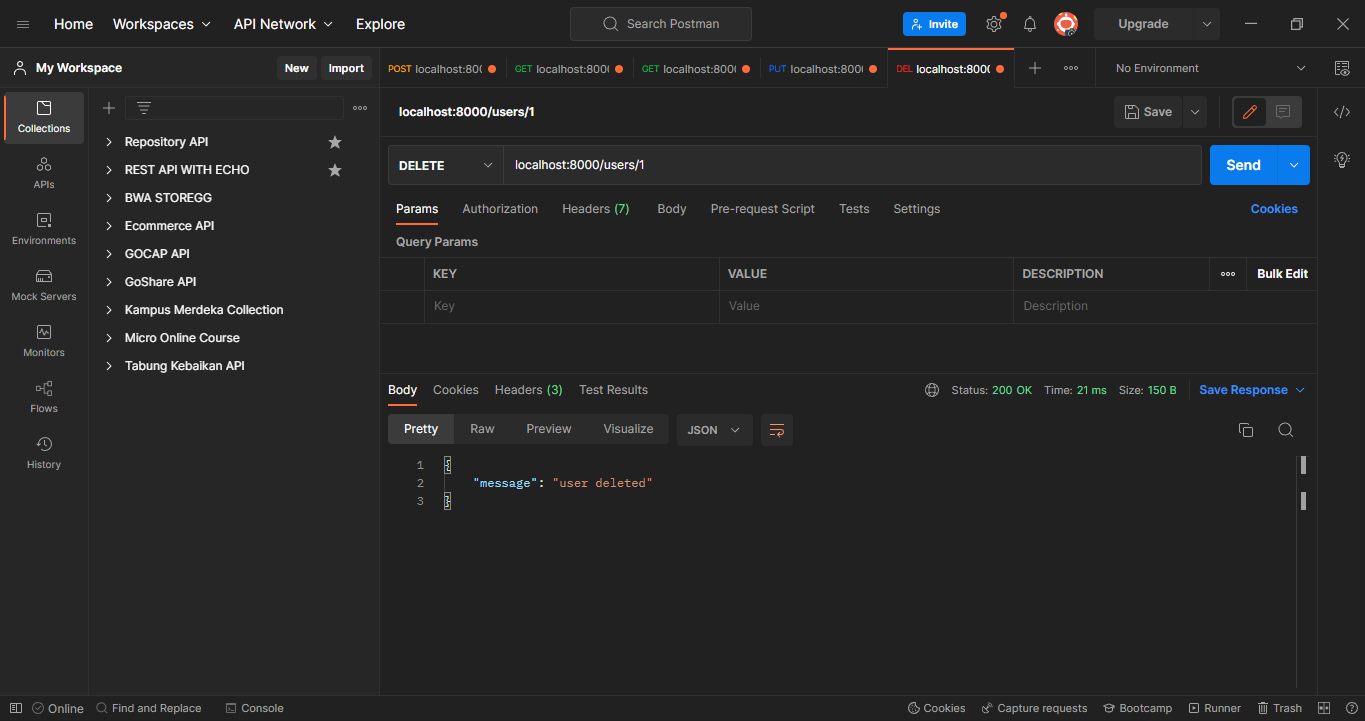 Home Workspaces API Network Explore Search Postman Invite Upgrade
My Workspace New Import POST localhost:800 GET localhost:800 GET localhost:800 PUT localhost:800 DEL localhost:8000 No Environment
Collections
APIs
Environments
Mock Servers
Monitors
Flows
History
Repository API
REST API WITH ECHO
BWA STOREGG
Ecommerce API
GOCAP API
GoShare API
Kampus Merdeka Collection
Micro Online Course
Tabung Kebaikan API
localhost:8000/users/1 Save
DELETE localhost:8000/users/1 Send
Params Authorization Headers (7) Body Pre-request Script Tests Settings Cookies
Query Params
KEY VALUE DESCRIPTION Bulk Edit
Key Value Description
Body Cookies Headers (3) Test Results Status: 200 OK Time: 21 ms Size: 150 B Save Response
Pretty Raw Preview Visualize JSON
1 {
2 "message": "user deleted"
3 }
Online Find and Replace Console Cookies Capture requests Bootcamp Runner Trash